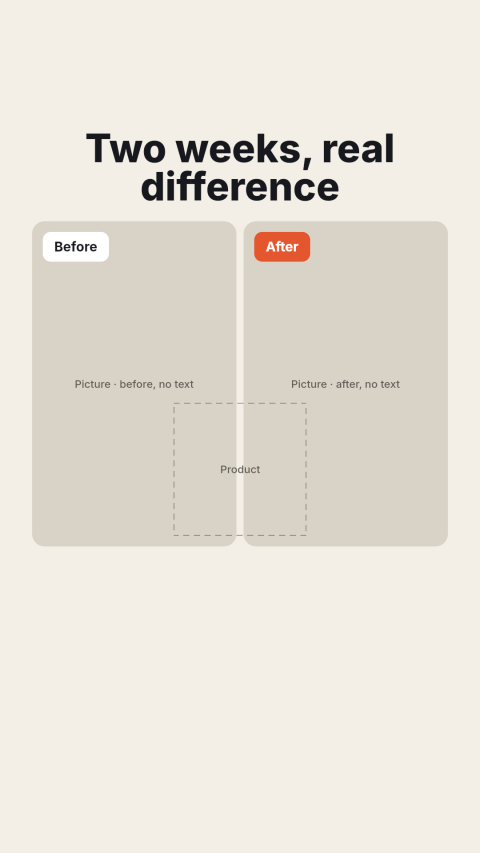 Two weeks, real
difference
Before
After
Picture · before, no text
Picture · after, no text
Product